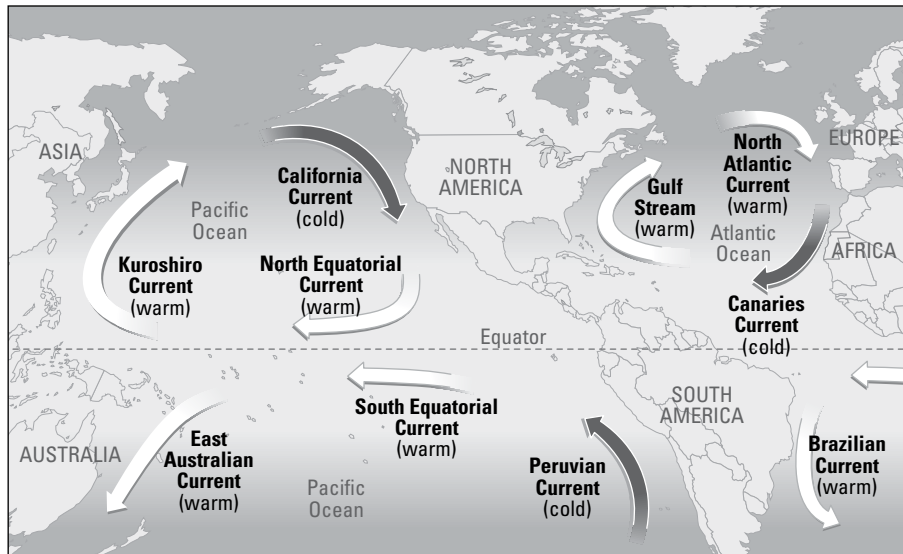 ASIA
NORTH
AMERICA
EUROPE
AFRICA
California
Current
(cold)
Pacific
Ocean
Kuroshiro
Current
(warm)
North Equatorial
Current
(warm)
Gulf
Stream
(warm)
North
Atlantic
Current
(warm)
Atlantic
Ocean
Canaries
Current
(cold)
Equator
South Equatorial
Current
(warm)
SOUTH
AMERICA
AUSTRALIA
East
Australian
Current
(warm)
Pacific
Ocean
Peruvian
Current
(cold)
Brazilian
Current
(warm)